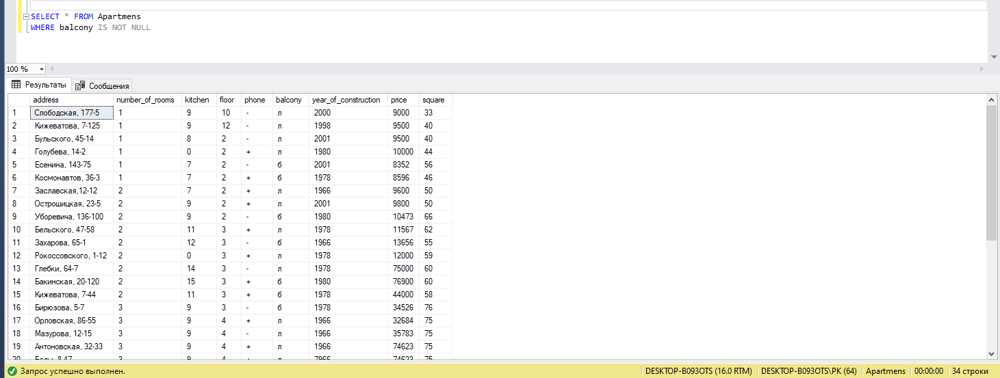 SELECT * FROM Apartmens
WHERE balcony IS NOT NULL
100 %
Результаты Сообщения
address number_of_rooms kitchen floor phone balcony year_of_construction price square
1 Слободская, 177-5 1 9 10 - л 2000 9000 33
2 Кижеватова, 7-125 1 9 12 - л 1998 9500 40
3 Бульского, 45-14 1 8 2 - л 2001 9500 40
4 Голубева, 14-2 1 0 2 + л 1980 10000 44
5 Есенина, 143-75 1 7 2 - б 2001 8352 56
6 Космонавтов, 36-3 1 7 2 + б 1978 8596 46
7 Заславская,12-12 2 7 2 + л 1966 9600 50
8 Острошицкая, 23-5 2 9 2 + л 2001 9800 50
9 Уборевича, 136-100 2 9 2 - б 1980 10473 66
10 Бельского, 47-58 2 11 3 + л 1978 11567 62
11 Захарова, 65-1 2 12 3 - б 1966 13656 55
12 Рокоссовского, 1-12 2 0 3 + л 1978 12000 59
13 Глебки, 64-7 2 14 3 - л 1978 75000 60
14 Бакинская, 20-120 2 15 3 + б 1980 76900 60
15 Кижеватова, 7-44 2 11 3 + б 1978 44000 58
16 Бирюзова, 5-7 3 9 3 - б 1978 34526 76
17 Орловская, 86-55 3 9 4 + л 1966 32684 75
18 Мазурова, 12-15 3 9 4 - л 1966 35783 75
19 Антоновская, 32-33 3 9 4 + л 1966 74623 75
20 3 9 4 7966 74623 75
Запрос успешно выполнен. DESKTOP-B093OTS (16.0 RTM) DESKTOP-B093OTS\PK (64) Apartmens 00:00:00 34 строки